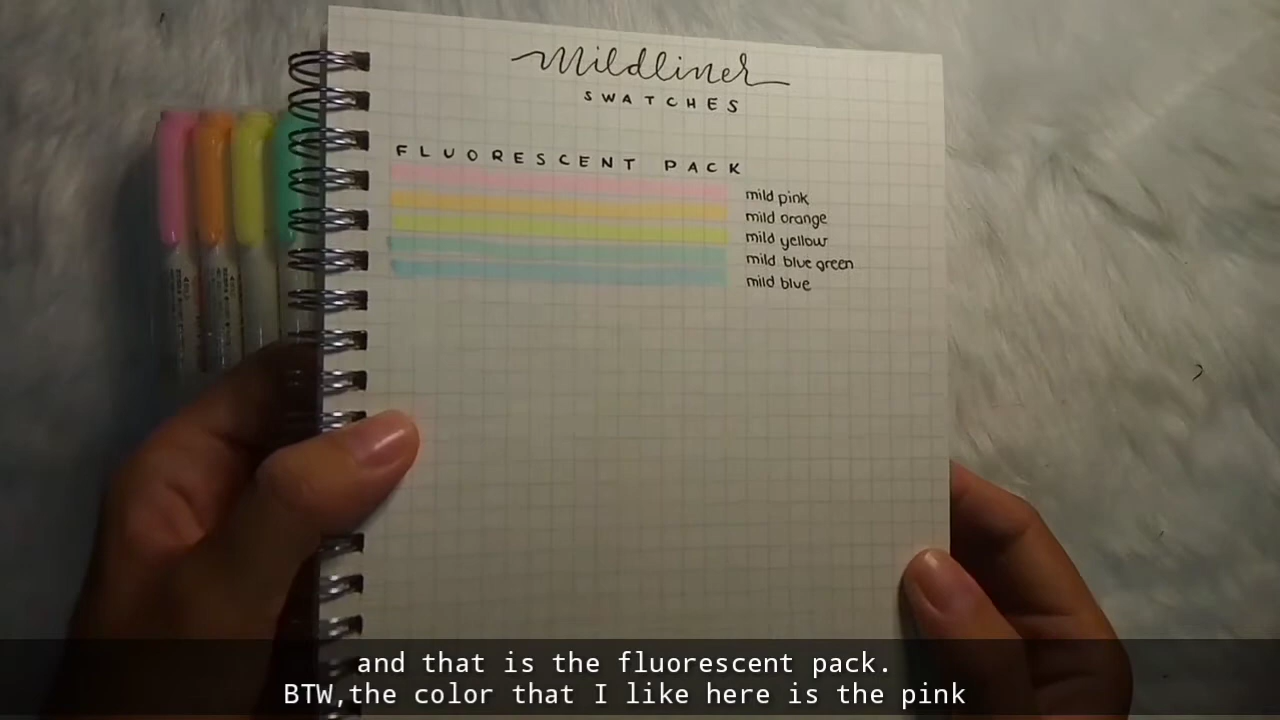 Mildliner
SWATCHES
FLUORESCENT PACK
mild pink
mild orange
mild yellow
mild blue green
mild blue
and that is the fluorescent pack.
BTW,the color that I like here is the pink